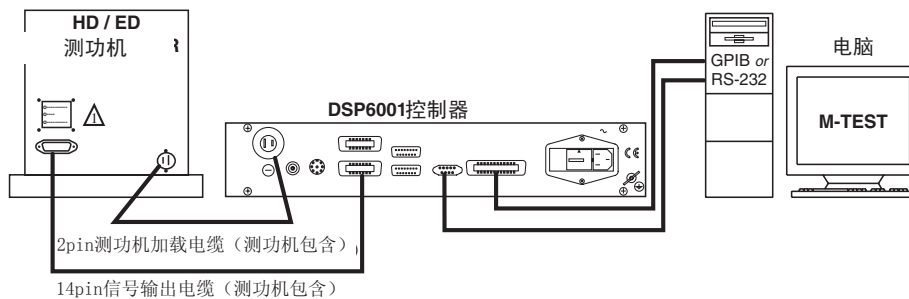 HD / ED
测功机
DSP6001控制器
GPIB or
RS-232
电脑
M-TEST
2pin测功机加载电缆（测功机包含）
14pin信号输出电缆（测功机包含）